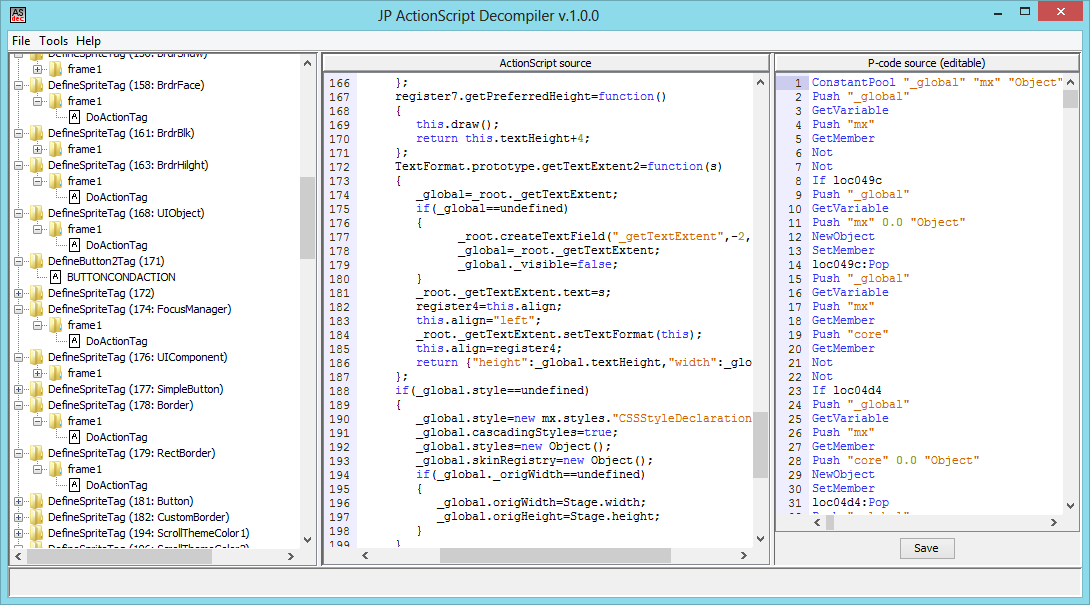 AS
dec
JP ActionScript Decompiler v.1.0.0
File Tools Help
frame1
DefineSpriteTag (158: BrdrFace)
frame1
DoActionTag
DefineSpriteTag (161: BrdrBlk)
frame1
DefineSpriteTag (163: BrdrHilght)
frame1
DoActionTag
DefineSpriteTag (168: UIObject)
frame1
DoActionTag
DefineButton2Tag (171)
BUTTONCONDACTION
DefineSpriteTag (172)
DefineSpriteTag (174: FocusManager)
frame1
DoActionTag
DefineSpriteTag (176: UIComponent)
frame1
DefineSpriteTag (177: SimpleButton)
DefineSpriteTag (178: Border)
frame1
DoActionTag
DefineSpriteTag (179: RectBorder)
frame1
DoActionTag
DefineSpriteTag (181: Button)
DefineSpriteTag (182: CustomBorder)
DefineSpriteTag (194: ScrollThemeColor1)
ActionScript source
166 };
167 register7.getPreferredHeight=function()
168 {
169 this.draw();
170 return this.textHeight+4;
171 };
172 TextFormat.prototype.getTextExtent2=function(s)
173 {
174 _global=_root._getTextExtent;
175 if(_global==undefined)
176 {
177 _root.createTextField("_getTextExtent",-2,
178 _global=_root._getTextExtent;
179 _global._visible=false;
180 }
181 _root._getTextExtent.text=s;
182 register4=this.align;
183 this.align="left";
184 _root._getTextExtent.setTextFormat(this);
185 this.align=register4;
186 return {"height":_global.textHeight,"width":_glo
187 };
188 if(_global.style==undefined)
189 {
190 _global.style=new mx.styles."CSSStyleDeclaration
191 _global.cascadingStyles=true;
192 _global.styles=new Object();
193 _global.skinRegistry=new Object();
194 if(_global._origWidth==undefined)
195 {
196 _global.origWidth=Stage.width;
197 _global.origHeight=Stage.height;
198 }
199 }
P-code source (editable)
1 ConstantPool "_global" "mx" "Object"
2 Push "_global"
3 GetVariable
4 Push "mx"
5 GetMember
6 Not
7 Not
8 If loc049c
9 Push "_global"
10 GetVariable
11 Push "mx" 0.0 "Object"
12 NewObject
13 SetMember
14 loc049c:Pop
15 Push "_global"
16 GetVariable
17 Push "mx"
18 GetMember
19 Push "core"
20 GetMember
21 Not
22 Not
23 If loc04d4
24 Push "_global"
25 GetVariable
26 Push "mx"
27 GetMember
28 Push "core" 0.0 "Object"
29 NewObject
30 SetMember
31 loc04d4:Pop
Save